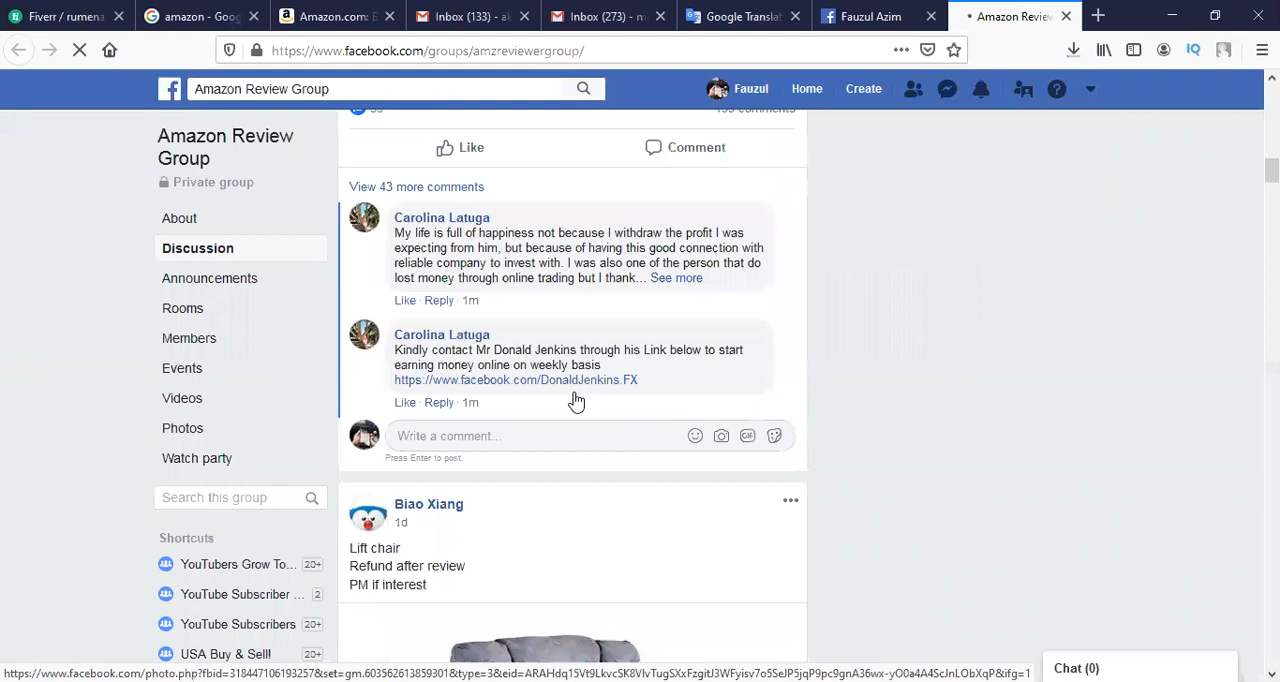 Fiverr / rumena
amazon - Goog
Amazon.com: B
Inbox (133) - al
Inbox (273) - m
Google Translat
Fauzul Azim
Amazon Review
https://www.facebook.com/groups/amzreviewergroup/
Amazon Review Group
Fauzul
Home
Create
Amazon Review
Group
Private group
About
Discussion
Announcements
Rooms
Members
Events
Videos
Photos
Watch party
Search this group
Shortcuts
YouTubers Grow To... 20+
YouTube Subscriber ... 2
YouTube Subscribers 20+
USA Buy & Sell! 20+
Like
Comment
View 43 more comments
Carolina Latuga
My life is full of happiness not because I withdraw the profit I was
expecting from him, but because of having this good connection with
reliable company to invest with. I was also one of the person that do
lost money through online trading but I thank... See more
Like · Reply · 1m
Carolina Latuga
Kindly contact Mr Donald Jenkins through his Link below to start
earning money online on weekly basis
https://www.facebook.com/DonaldJenkins.FX
Like · Reply · 1m
Write a comment...
GIF
Press Enter to post.
Biao Xiang
1d
Lift chair
Refund after review
PM if interest
Chat (0)